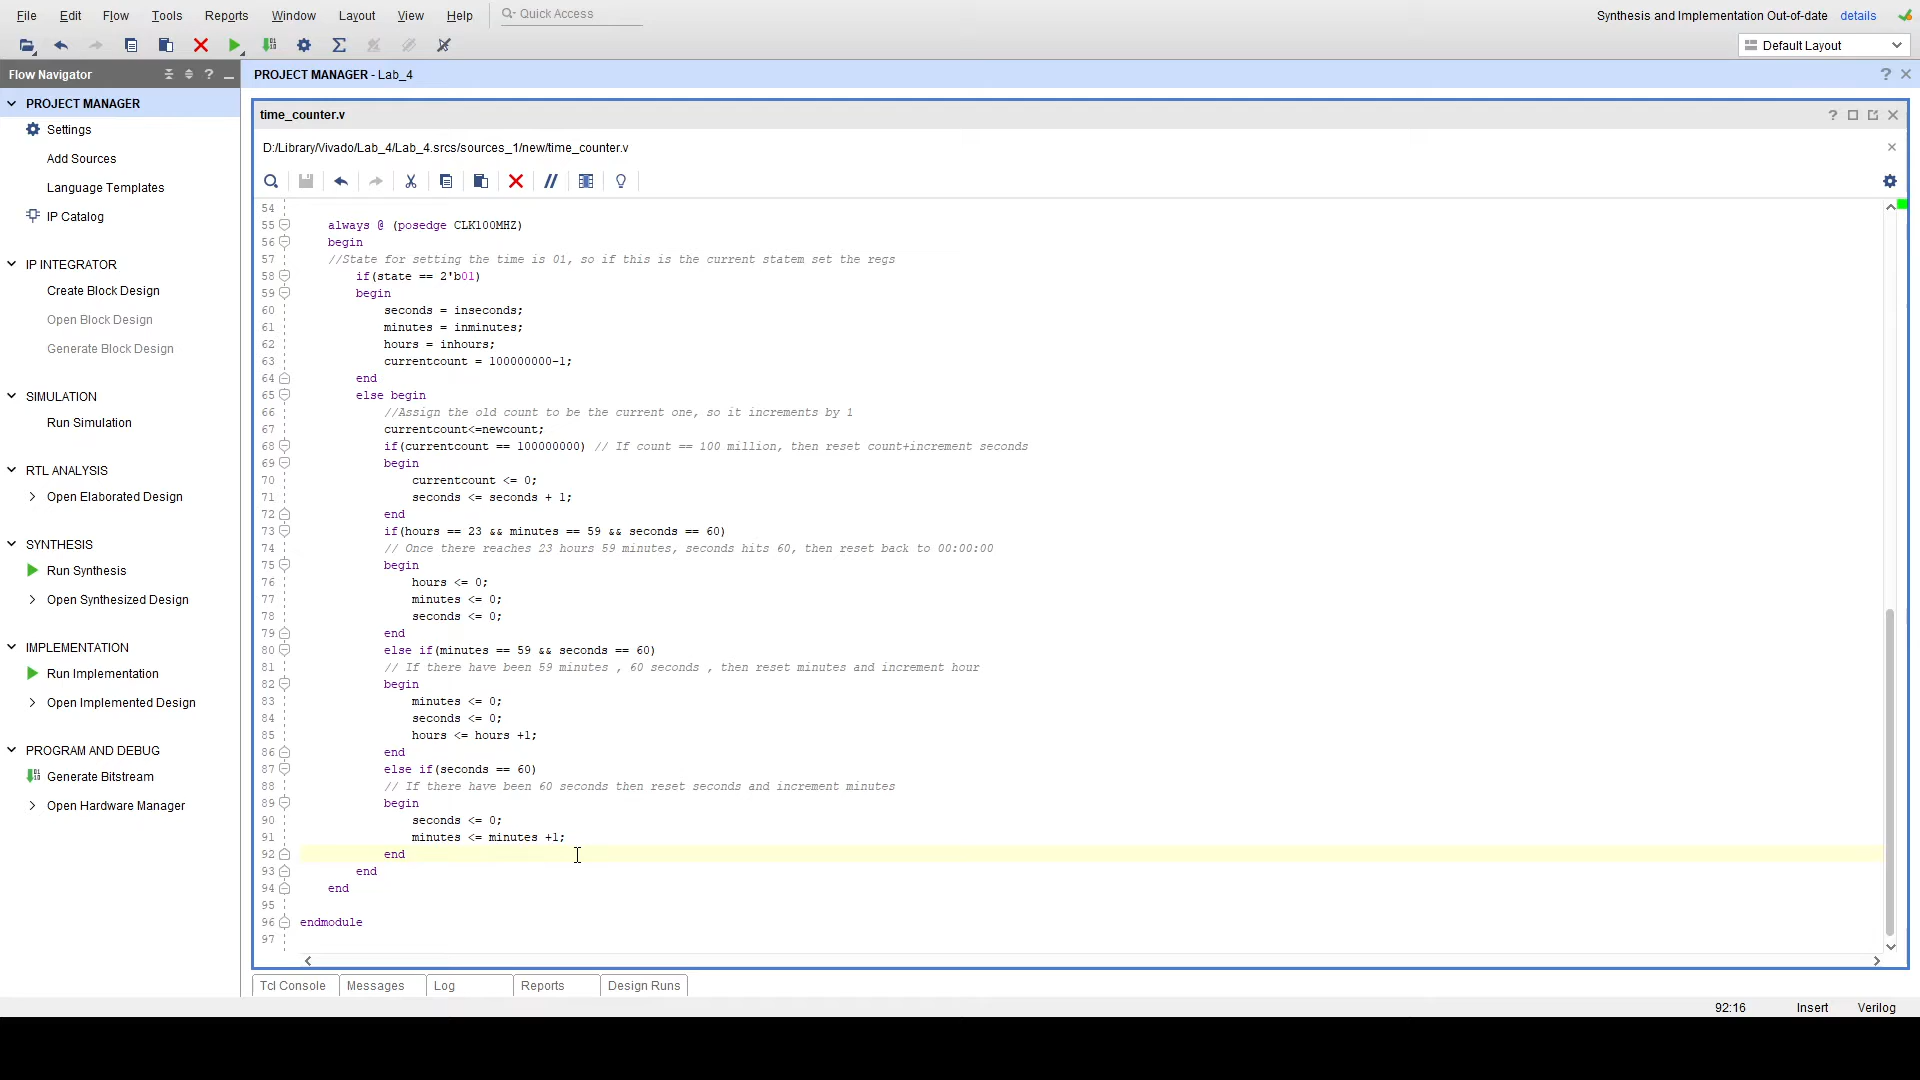 File Edit Flow Tools Reports Window Layout View Help Quick Access Synthesis and Implementation Out-of-date details
Default Layout
Flow Navigator
PROJECT MANAGER - Lab_4
PROJECT MANAGER
Settings
Add Sources
Language Templates
IP Catalog
IP INTEGRATOR
Create Block Design
Open Block Design
Generate Block Design
SIMULATION
Run Simulation
RTL ANALYSIS
Open Elaborated Design
SYNTHESIS
Run Synthesis
Open Synthesized Design
IMPLEMENTATION
Run Implementation
Open Implemented Design
PROGRAM AND DEBUG
Generate Bitstream
Open Hardware Manager
time_counter.v
D:/Library/Vivado/Lab_4/Lab_4.srcs/sources_1/new/time_counter.v
54
55 always @ (posedge CLK100MHZ)
56 begin
57 //State for setting the time is 01, so if this is the current statem set the regs
58 if(state == 2'b01)
59 begin
60 seconds = inseconds;
61 minutes = inminutes;
62 hours = inhours;
63 currentcount = 100000000-1;
64 end
65 else begin
66 //Assign the old count to be the current one, so it increments by 1
67 currentcount<=newcount;
68 if(currentcount == 100000000) // If count == 100 million, then reset count+increment seconds
69 begin
70 currentcount <= 0;
71 seconds <= seconds + 1;
72 end
73 if(hours == 23 && minutes == 59 && seconds == 60)
74 // Once there reaches 23 hours 59 minutes, seconds hits 60, then reset back to 00:00:00
75 begin
76 hours <= 0;
77 minutes <= 0;
78 seconds <= 0;
79 end
80 else if(minutes == 59 && seconds == 60)
81 // If there have been 59 minutes , 60 seconds , then reset minutes and increment hour
82 begin
83 minutes <= 0;
84 seconds <= 0;
85 hours <= hours +1;
86 end
87 else if(seconds == 60)
88 // If there have been 60 seconds then reset seconds and increment minutes
89 begin
90 seconds <= 0;
91 minutes <= minutes +1;
92 end
93 end
94 end
95
96 endmodule
97
Tcl Console Messages Log Reports Design Runs
92:16 Insert Verilog